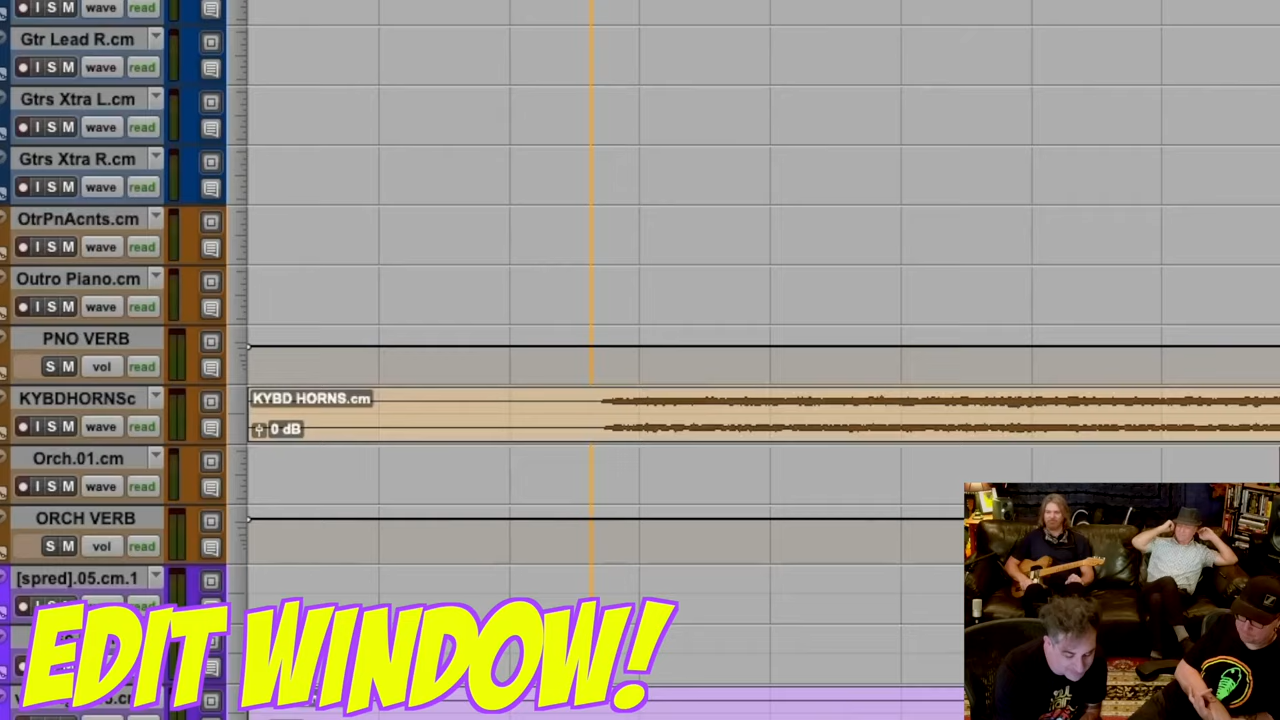 I S M wave read
Gtr Lead R.cm
I S M wave read
Gtrs Xtra L.cm
I S M wave read
Gtrs Xtra R.cm
I S M wave read
OtrPnAcnts.cm
I S M wave read
Outro Piano.cm
I S M wave read
PNO VERB
S M vol read
KYBDHORNSc
KYBD HORNS.cm
I S M wave read
0 dB
Orch.01.cm
I S M wave read
ORCH VERB
S M vol read
[spred].05.cm.1
EDIT WINDOW!